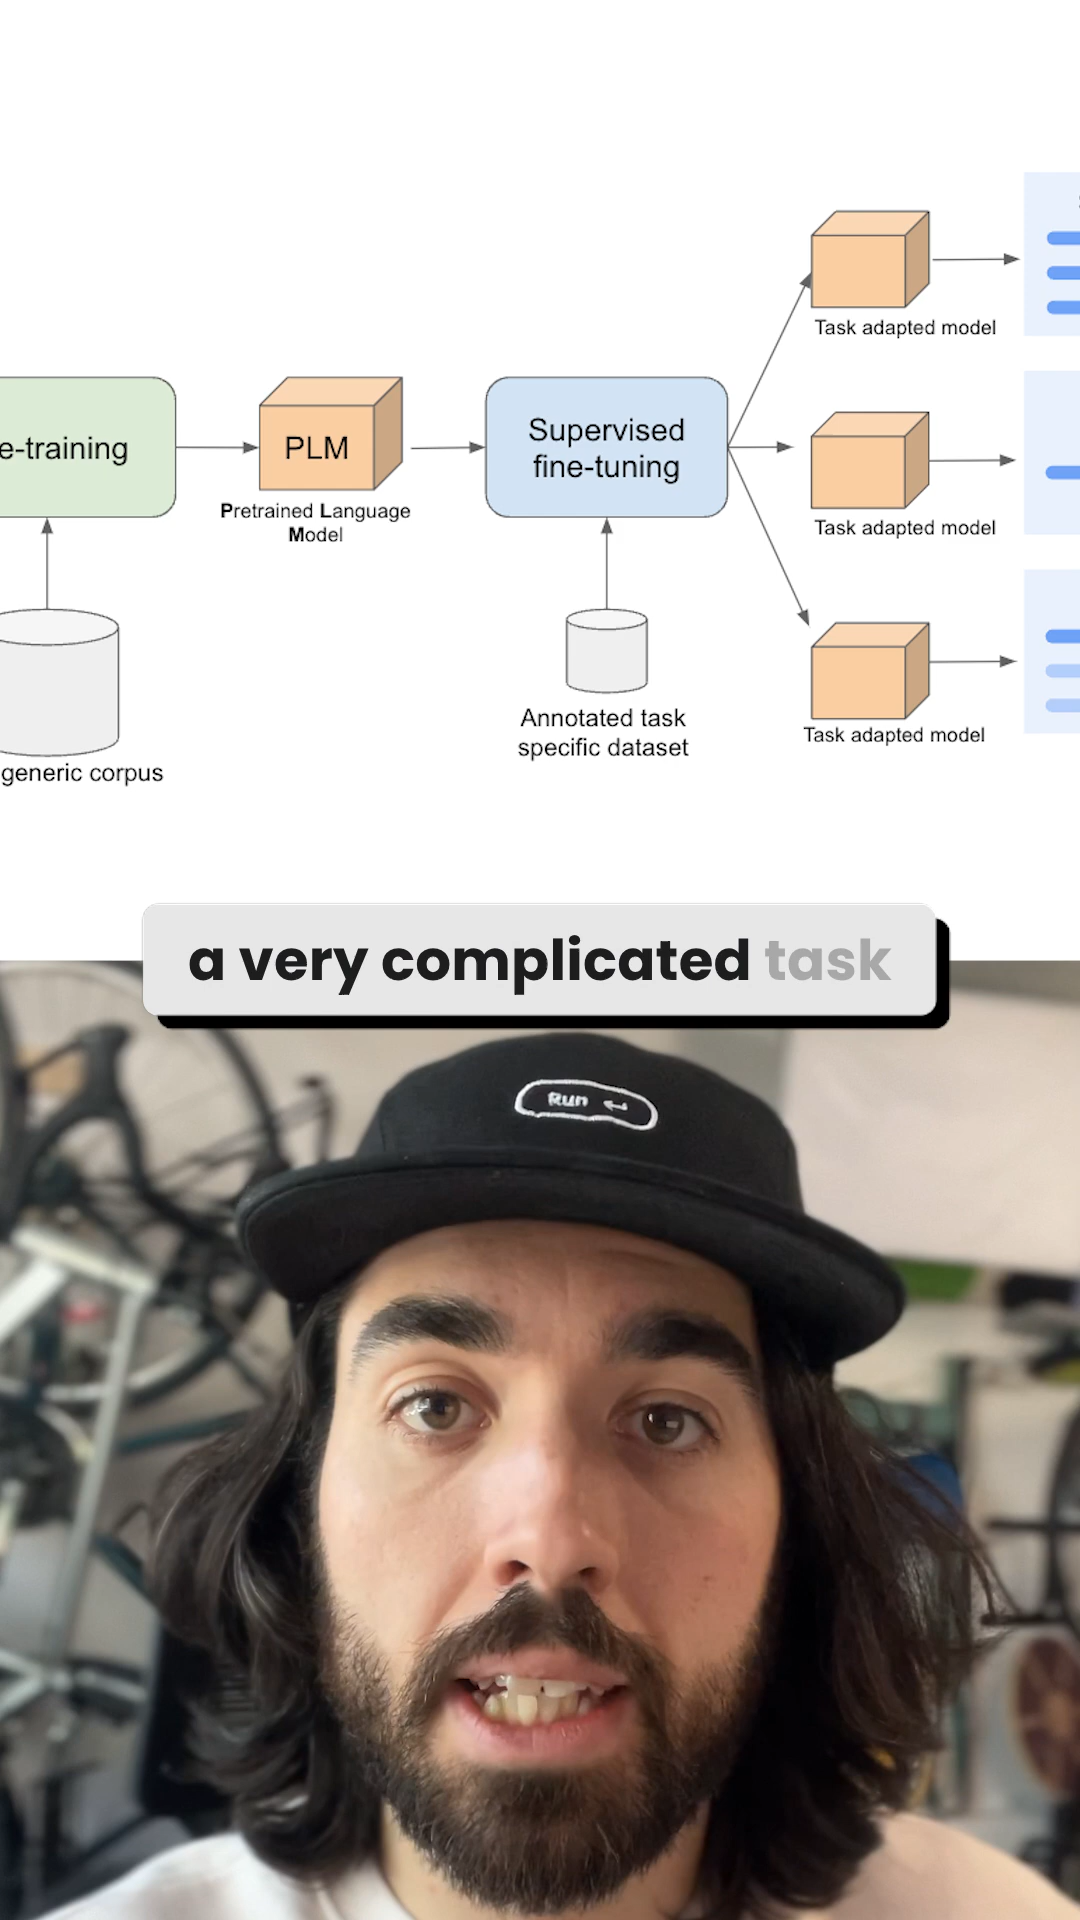 Task adapted model
e-training
PLM
Supervised
fine-tuning
Pretrained Language
Model
Task adapted model
Annotated task
specific dataset
Task adapted model
generic corpus
a very complicated task
Run ↵